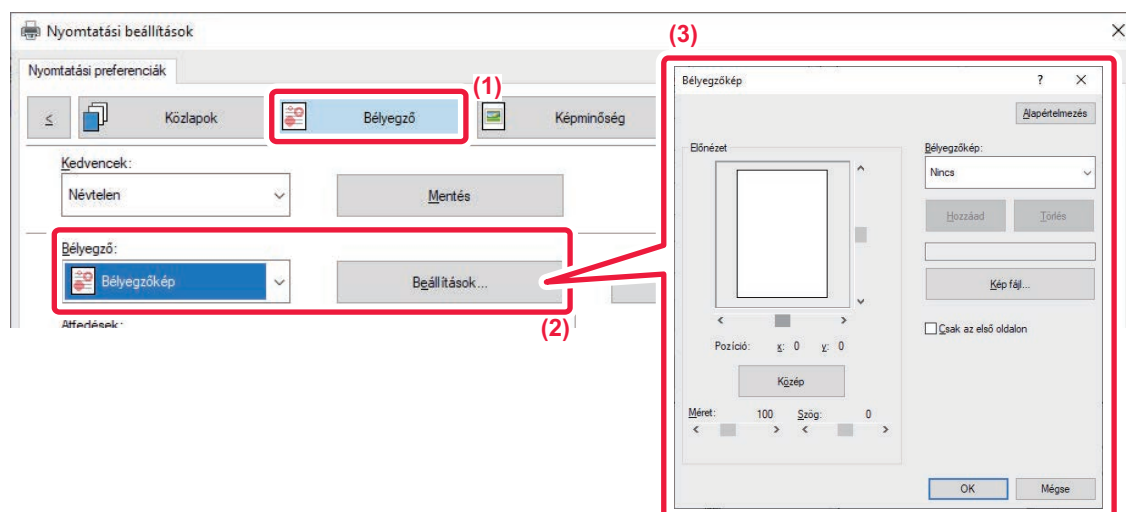 Nyomtatási beállítások
Nyomtatási preferenciák
(1)
<
Közlapok
Bélyegző
Képminőség
Kedvencek:
Névtelen
Mentés
Bélyegző:
Bélyegzőkép
Beállítások...
(2)
Átfedések:
(3)
Bélyegzőkép
?
Alapértelmezés
Előnézet
Bélyegzőkép:
Nincs
Hozzáad
Törlés
Kép fájl...
Csak az első oldalon
Pozíció: x: 0 y: 0
Közép
Méret: 100 Szög: 0
OK
Mégse